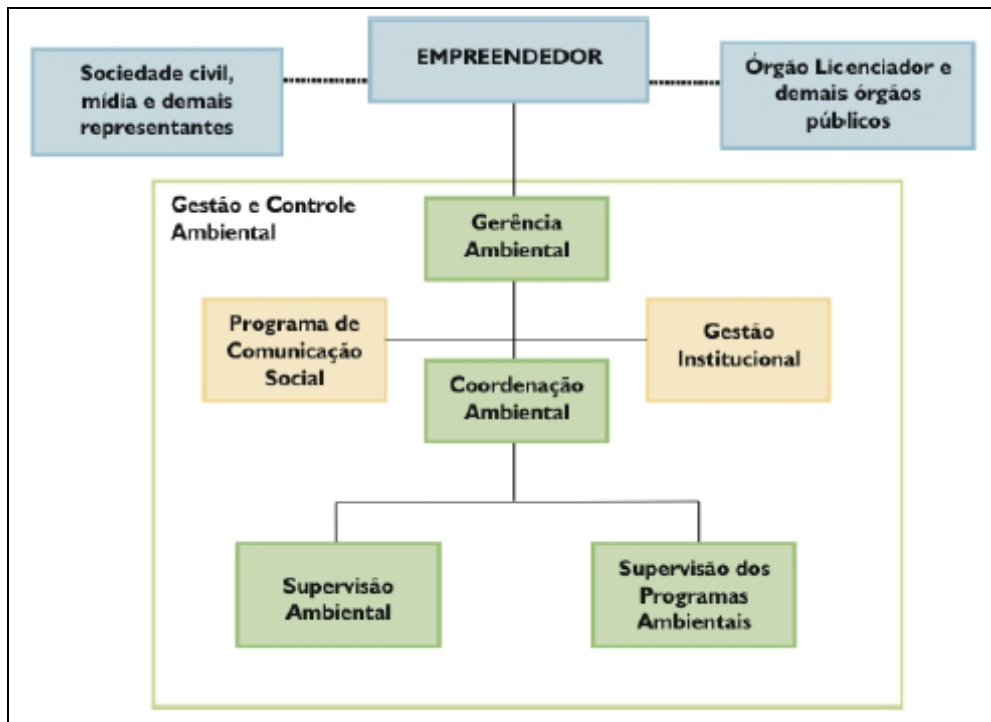 EMPREENDEDOR
Sociedade civil,
mídia e demais
representantes
Órgão Licenciador e
demais órgãos
públicos
Gestão e Controle
Ambiental
Gerência
Ambiental
Programa de
Comunicação
Social
Gestão
Institucional
Coordenação
Ambiental
Supervisão
Ambiental
Supervisão dos
Programas
Ambientais